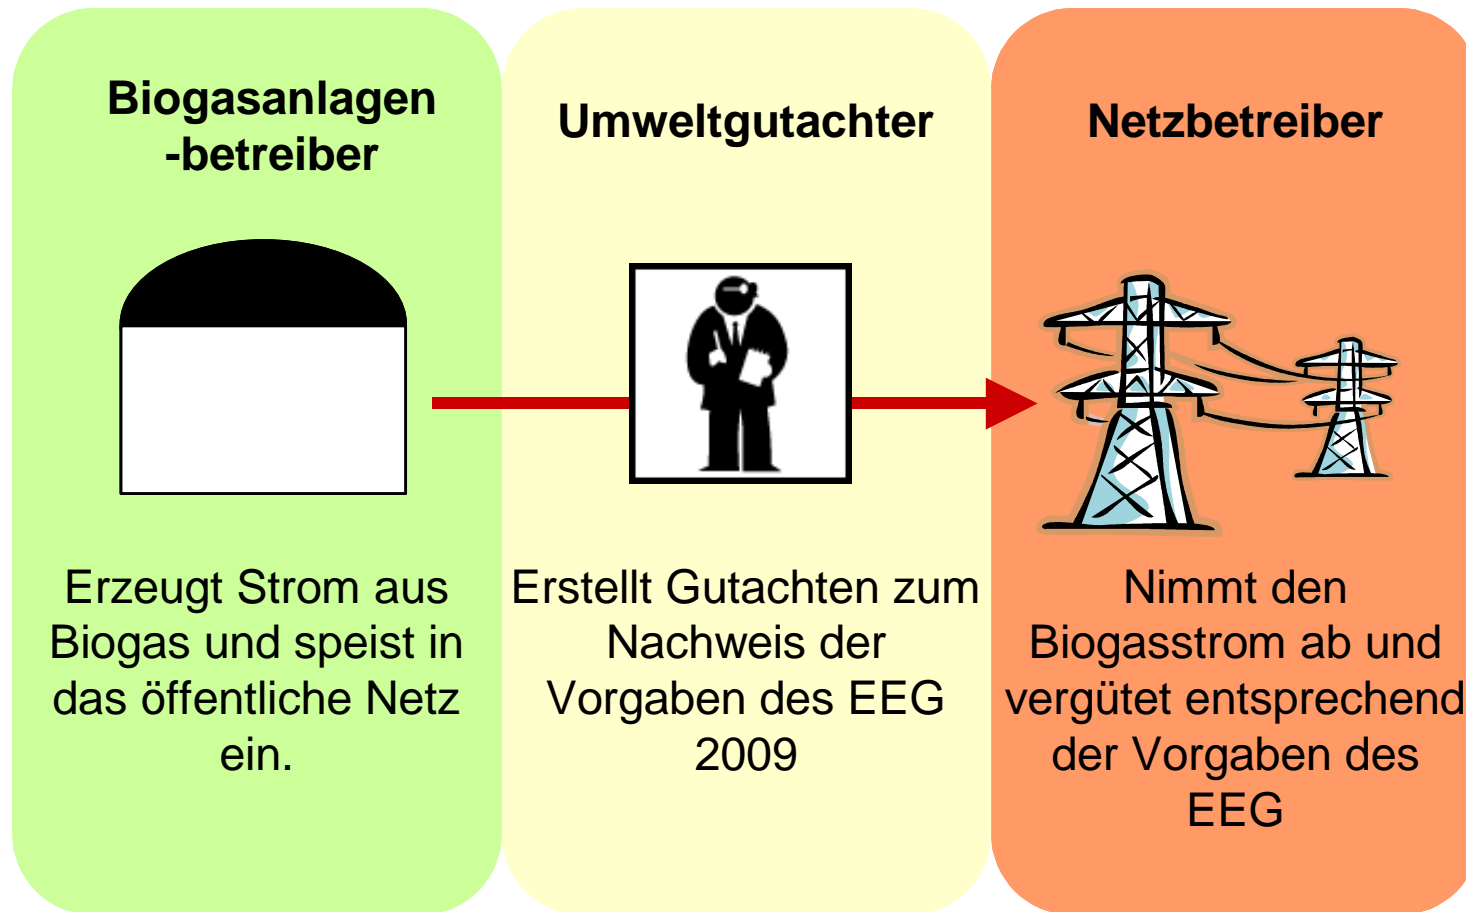 Biogasanlagen
-betreiber
Erzeugt Strom aus
Biogas und speist in
das öffentliche Netz
ein.
Umweltgutachter
Erstellt Gutachten zum
Nachweis der
Vorgaben des EEG
2009
Netzbetreiber
Nimmt den
Biogasstrom ab und
vergütet entsprechend
der Vorgaben des
EEG